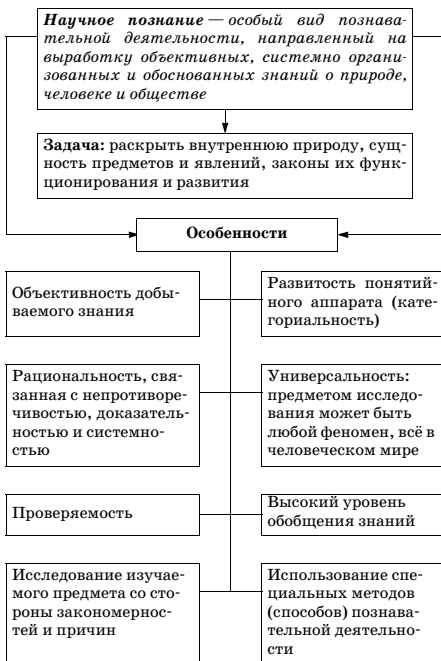 Научное познание — особый вид познава-
тельной деятельности, направленный на
выработку объективных, системно органи-
зованных и обоснованных знаний о природе,
человеке и обществе
Задача: раскрыть внутреннюю природу, сущ-
ность предметов и явлений, законы их функ-
ционирования и развития
Особенности
Объективность добы-
ваемого знания
Развитость понятий-
ного аппарата (кате-
гориальность)
Рациональность, свя-
занная с непротиворе-
чивостью, доказатель-
ностью и системно-
стью
Универсальность:
предметом исследо-
вания может быть
любой феномен, всё в
человеческом мире
Проверяемость
Высокий уровень
обобщения знаний
Исследование изучае-
мого предмета со сто-
роны закономернос-
тей и причин
Использование спе-
циальных методов
(способов) познава-
тельной деятельно-
сти